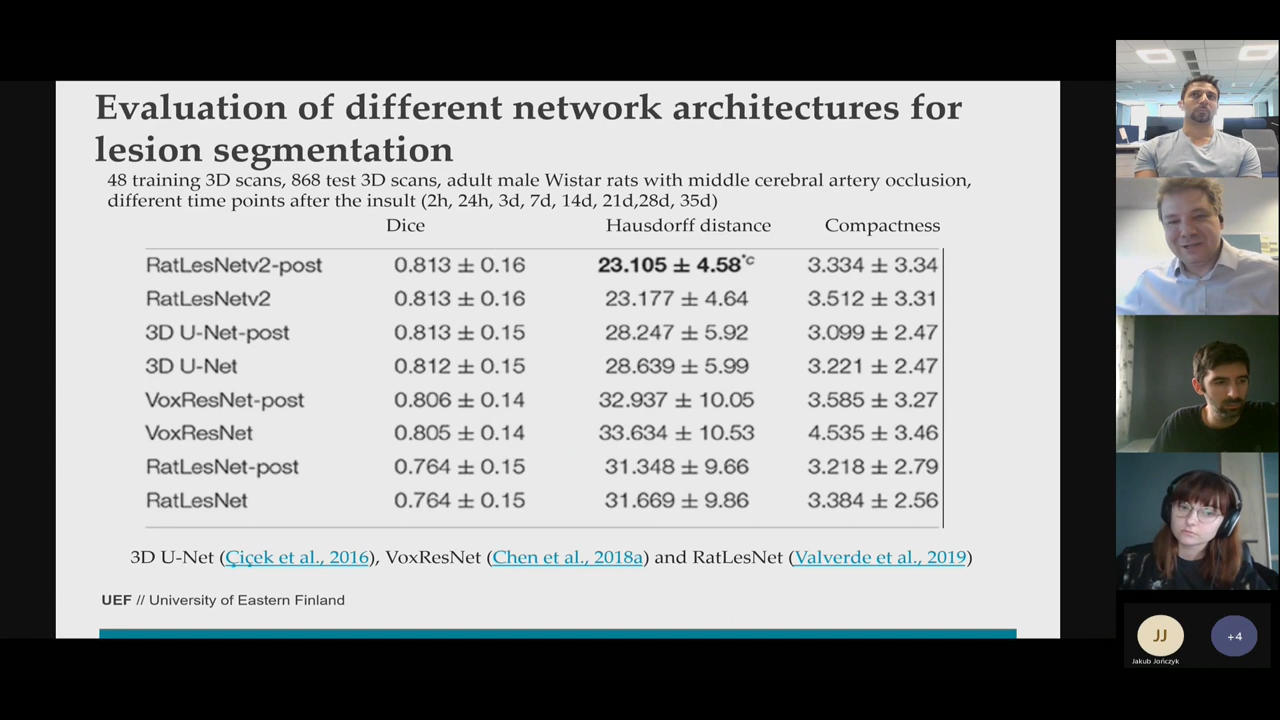 Evaluation of different network architectures for
lesion segmentation
48 training 3D scans, 868 test 3D scans, adult male Wistar rats with middle cerebral artery occlusion,
different time points after the insult (2h, 24h, 3d, 7d, 14d, 21d,28d, 35d)
Dice Hausdorff distance Compactness
RatLesNetv2-post 0.813 ± 0.16 23.105 ± 4.58*c 3.334 ± 3.34
RatLesNetv2 0.813 ± 0.16 23.177 ± 4.64 3.512 ± 3.31
3D U-Net-post 0.813 ± 0.15 28.247 ± 5.92 3.099 ± 2.47
3D U-Net 0.812 ± 0.15 28.639 ± 5.99 3.221 ± 2.47
VoxResNet-post 0.806 ± 0.14 32.937 ± 10.05 3.585 ± 3.27
VoxResNet 0.805 ± 0.14 33.634 ± 10.53 4.535 ± 3.46
RatLesNet-post 0.764 ± 0.15 31.348 ± 9.66 3.218 ± 2.79
RatLesNet 0.764 ± 0.15 31.669 ± 9.86 3.384 ± 2.56
3D U-Net (Çiçek et al., 2016), VoxResNet (Chen et al., 2018a) and RatLesNet (Valverde et al., 2019)
UEF // University of Eastern Finland
JJ
+4
Jakub Jończyk